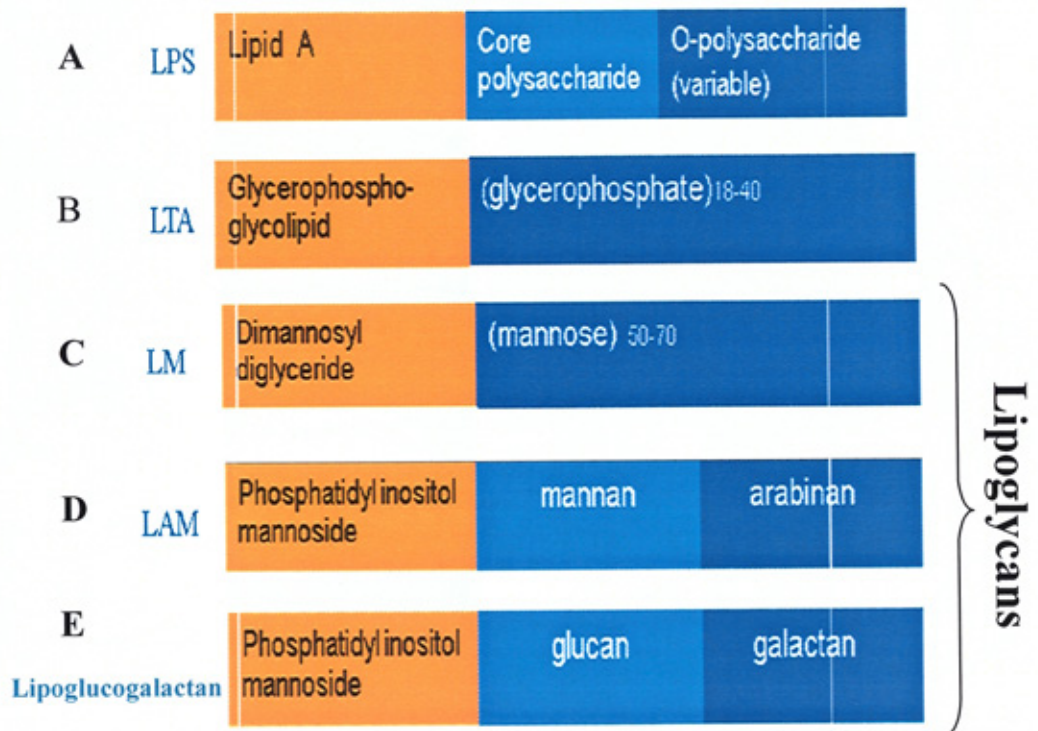 A
LPS
Lipid A
Core
polysaccharide
O-polysaccharide
(variable)
B
LTA
Glycerophospho-
glycolipid
(glycerophosphate)18-40
C
LM
Dimannosyl
diglyceride
(mannose) 50-70
D
LAM
Phosphatidyl inositol
mannoside
mannan
arabinan
E
Lipoglucogalactan
Phosphatidyl inositol
mannoside
glucan
galactan
Lipoglycans